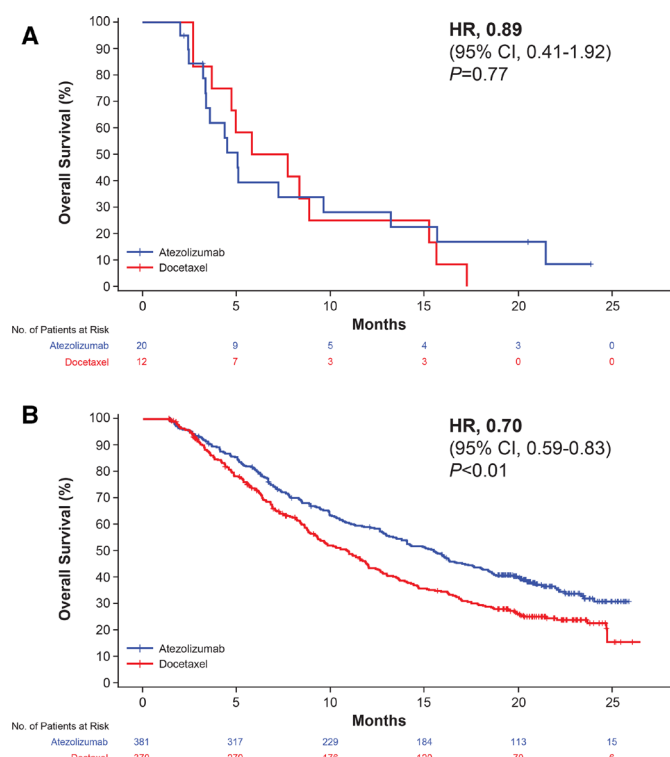 A
HR, 0.89
(95% CI, 0.41-1.92)
P=0.77
Overall Survival (%)
100
90
80
70
60
50
40
30
20
10
0
Atezolizumab
Docetaxel
0 5 10 15 20 25
Months
No. of Patients at Risk
Atezolizumab 20 9 5 4 3 0
Docetaxel 12 7 3 3 0 0
B
HR, 0.70
(95% CI, 0.59-0.83)
P<0.01
Overall Survival (%)
100
90
80
70
60
50
40
30
20
10
0
Atezolizumab
Docetaxel
0 5 10 15 20 25
Months
No. of Patients at Risk
Atezolizumab 381 317 229 184 113 15